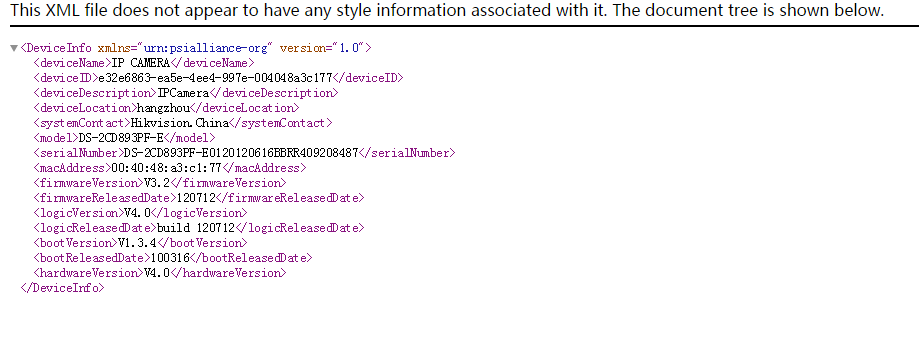 This XML file does not appear to have any style information associated with it. The document tree is shown below.
▼<DeviceInfo xmlns="urn:psialliance-org" version="1.0">
<deviceName>IP CAMERA</deviceName>
<deviceID>e32e6863-ea5e-4ee4-997e-004048a3c177</deviceID>
<deviceDescription>IPCamera</deviceDescription>
<deviceLocation>hangzhou</deviceLocation>
<systemContact>Hikvision.China</systemContact>
<model>DS-2CD893PF-E</model>
<serialNumber>DS-2CD893PF-E0120120616BBRR409208487</serialNumber>
<macAddress>00:40:48:a3:c1:77</macAddress>
<firmwareVersion>V3.2</firmwareVersion>
<firmwareReleasedDate>120712</firmwareReleasedDate>
<logicVersion>V4.0</logicVersion>
<logicReleasedDate>build 120712</logicReleasedDate>
<bootVersion>V1.3.4</bootVersion>
<bootReleasedDate>100316</bootReleasedDate>
<hardwareVersion>V4.0</hardwareVersion>
</DeviceInfo>